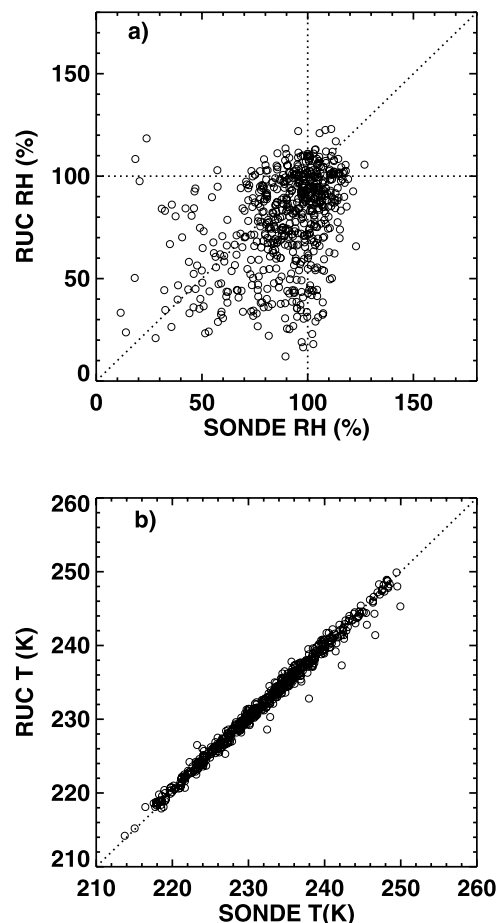 a)
150
100
50
0
RUC RH (%)
0 50 100 150
SONDE RH (%)
b)
260
250
240
230
220
210
RUC T (K)
210 220 230 240 250 260
SONDE T(K)